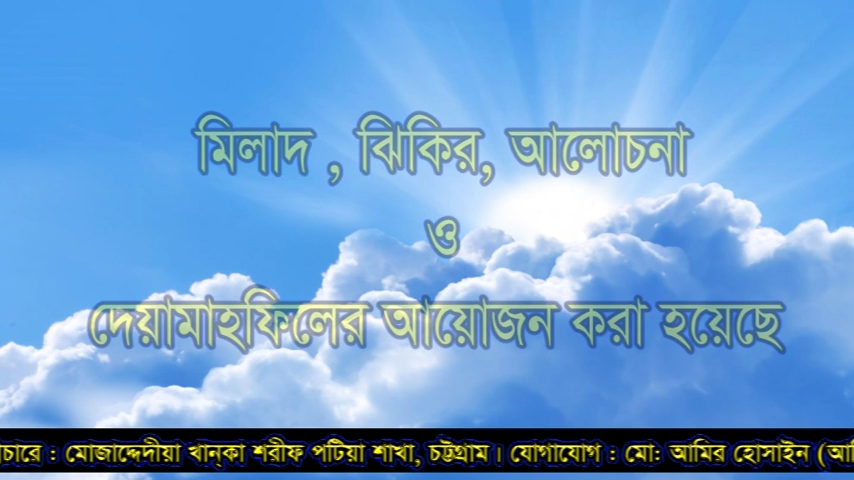 মিলাদ , ঝিকির, আলোচনা
ও
দেয়ামাহফিলের আয়োজন করা হয়েছে
চারে : মোজাদ্দেদীয়া খান্‌কা শরীফ পটিয়া শাখা, চট্টগ্রাম। যোগাযোগ : মো: আমির হোসাইন (আ